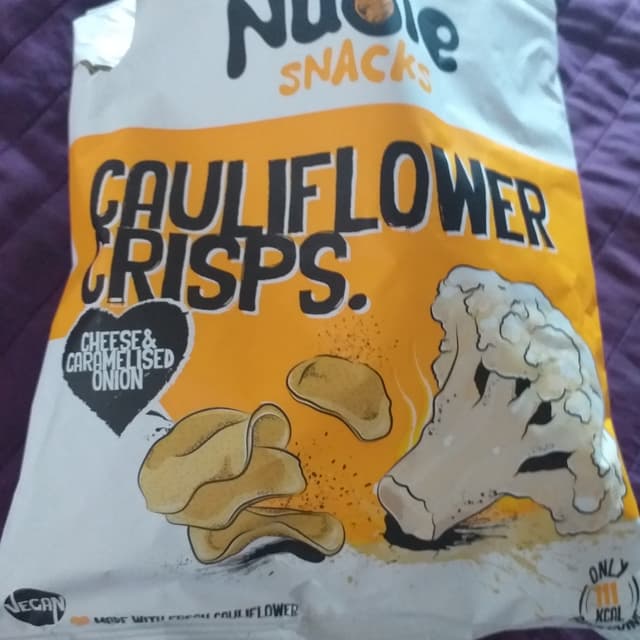 Nudie
SNACKS
CAULIFLOWER
CRISPS.
CHEESE &
CARAMELISED
ONION
VEGAN
MADE WITH FRESH CAULIFLOWER
ONLY
111
KCAL